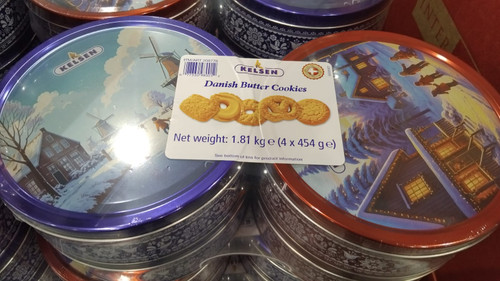 KELSEN
KELSEN
Danish Butter Cookies
Net weight: 1.81 kg e (4 x 454 g e)